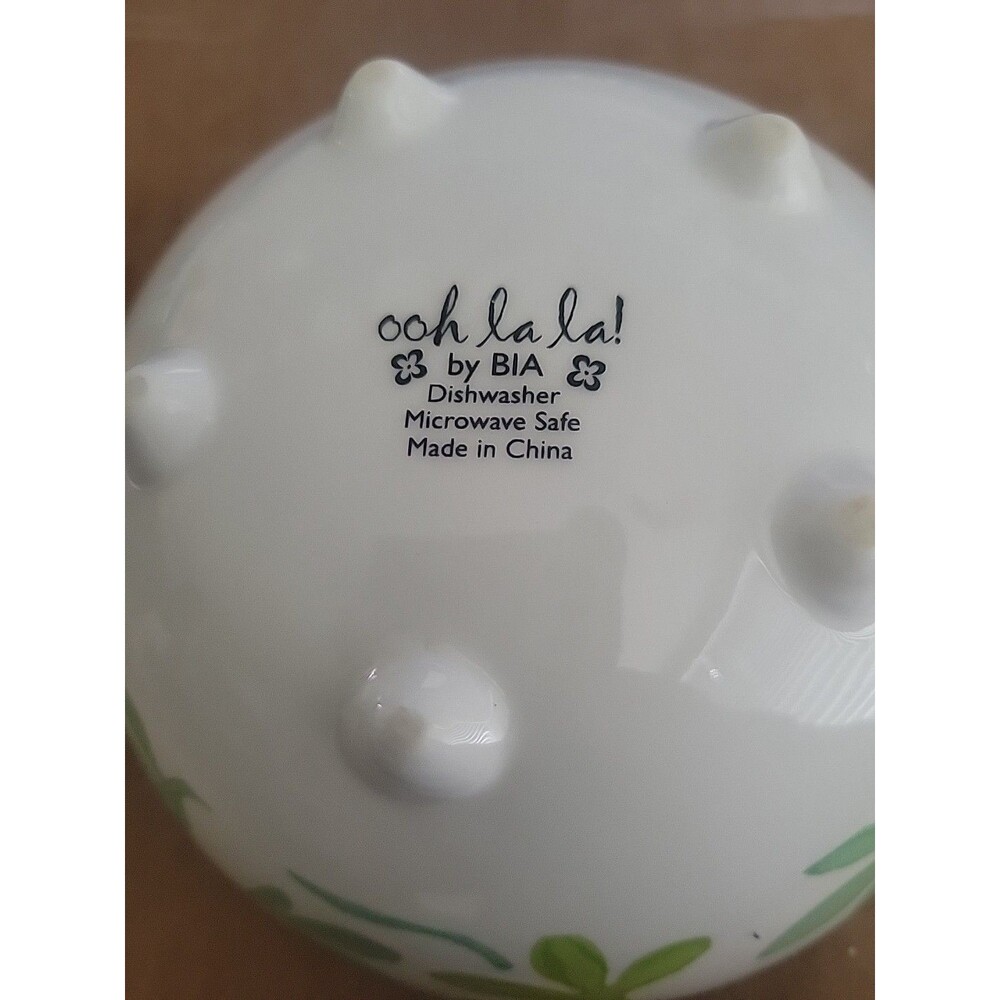 ooh la la!
by BIA
Dishwasher
Microwave Safe
Made in China